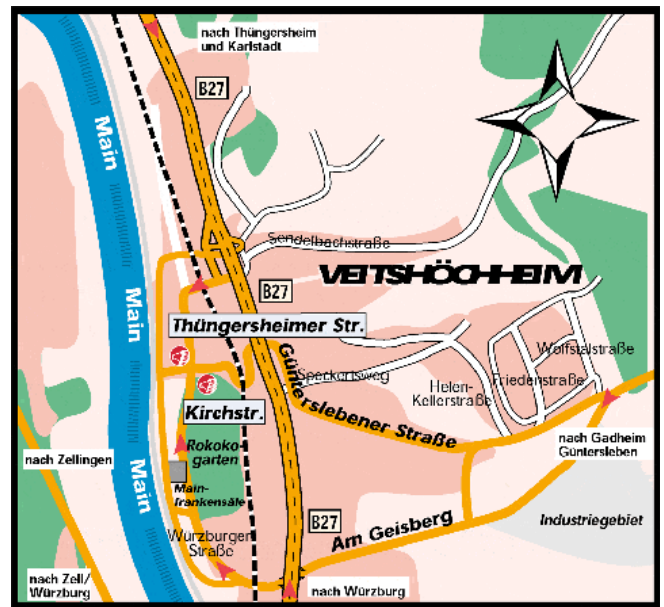 nach Thüngersheim
und Karlstadt
B27
Main
Sendelbachstraße
VEITSHÖCHHEIM
Main
B27
Thüngersheimer Str.
Main
Günterslebener Straße
Speckertsweg
Wolfstalstraße
Helen-
Kellerstraße
Friedenstraße
Kirchstr.
Rokoko-
garten
nach Zellingen
nach Gadheim
Güntersleben
Main-
frankensäle
Main
B27
Am Geisberg
Industriegebiet
Würzburger
Straße
nach Zell/
Würzburg
nach Würzburg